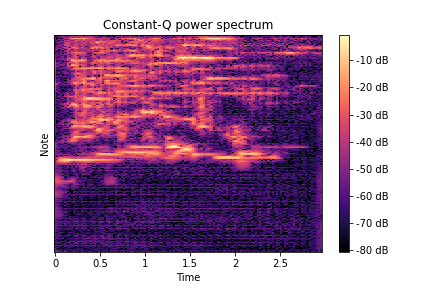 Constant-Q power spectrum
Note
-10 dB
-20 dB
-30 dB
-40 dB
-50 dB
-60 dB
-70 dB
-80 dB
0 0.5 1 1.5 2 2.5
Time